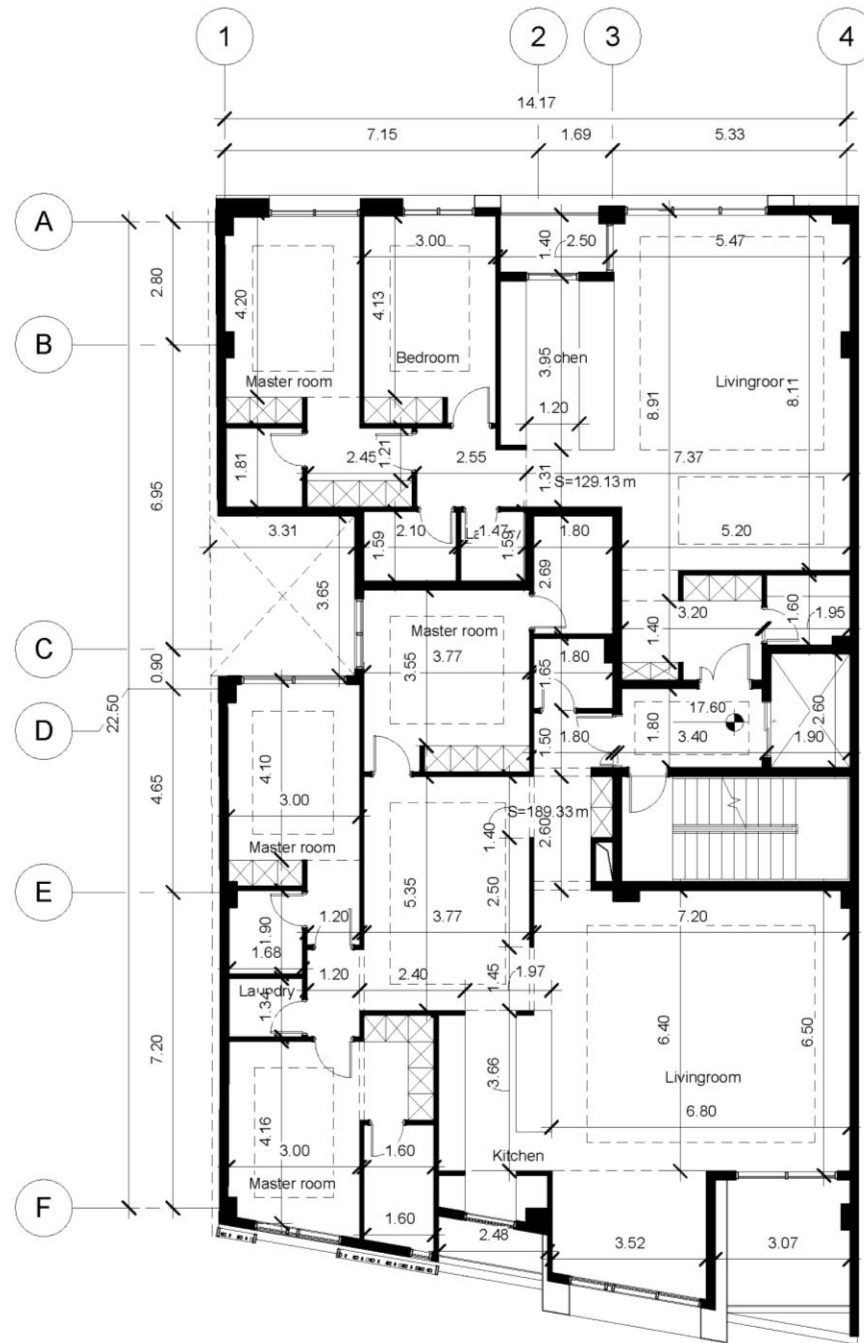 1 2 3 4
14.17
7.15 1.69 5.33
A
B
C
D
E
F
2.80
6.95
0.90
22.50
4.65
7.20
3.00 1.40 2.50 5.47
4.20 4.13
Bedroom chen
Master room Livingroor
3.95
8.91 8.11
1.20
1.81 2.45 1.21 2.55 1.31 7.37
S=129.13 m
3.31 1.59 2.10 1.47 1.59 1.80 5.20
3.65 2.69
Master room
3.20 1.60 1.95
1.40
3.55 3.77 1.65 1.80
17.60
1.50 1.80 1.80 3.40 2.60 1.90
4.10
3.00
Master room
S=189.33 m
1.40 2.60
5.35 3.77 2.50
7.20
1.90 1.20
1.68 1.20 2.40 1.45 1.97
Laundry
1.34
6.40 6.50
3.66
Livingroom
6.80
4.16 3.00 1.60
Kitchen
Master room
1.60
2.48 3.52 3.07